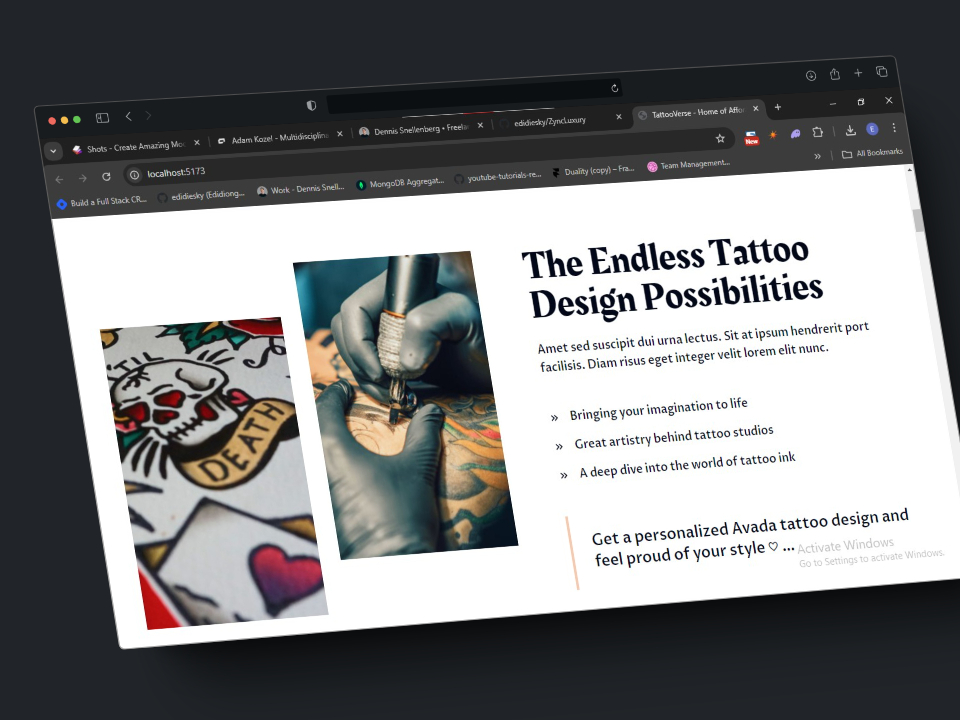 Shots - Create Amazing Mo
Adam Kozel - Multidisciplin
Dennis Snellenberg • Freela
edidiesky/ZyncLuxury
TattooVerse - Home of Affo
localhost:5173
New
E
Build a Full Stack CR...
edidiesky (Edidiong...
Work - Dennis Snell...
MongoDB Aggregat...
youtube-tutorials-re...
Duality (copy) – Fra...
Team Management...
»
All Bookmarks
The Endless Tattoo
Design Possibilities
Amet sed suscipit dui urna lectus. Sit at ipsum hendrerit port
facilisis. Diam risus eget integer velit lorem elit nunc.
» Bringing your imagination to life
» Great artistry behind tattoo studios
» A deep dive into the world of tattoo ink
Get a personalized Avada tattoo design and
feel proud of your style ♡ ...
Activate Windows
Go to Settings to activate Windows.
TIL
DEATH